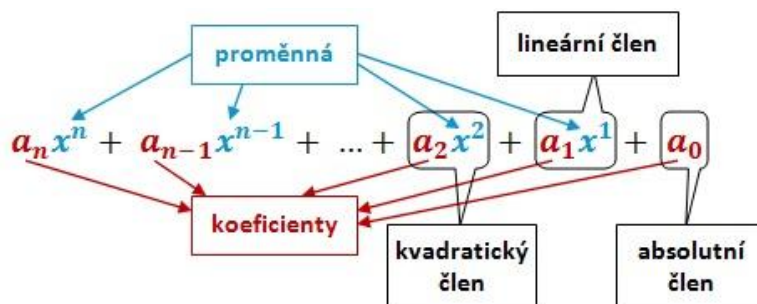 lineární člen
proměnná
aₙxⁿ + aₙ₋₁xⁿ⁻¹ + ... + a₂x² + a₁x¹ + a₀
koeficienty
kvadratický
člen
absolutní
člen